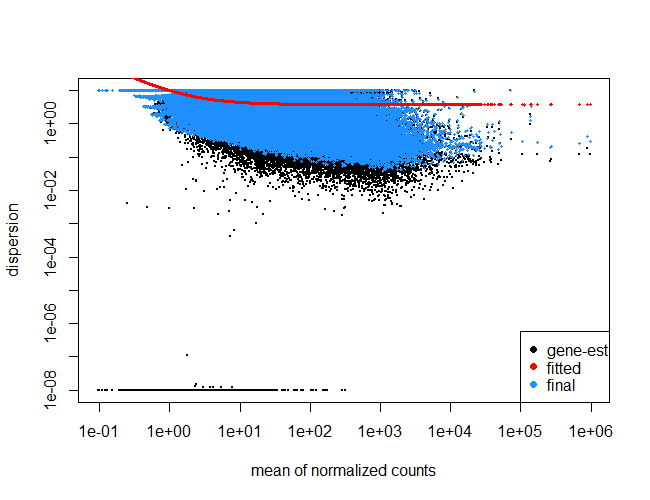 dispersion
1e+00
1e-02
1e-04
1e-06
1e-08
gene-est
fitted
final
1e-01 1e+00 1e+01 1e+02 1e+03 1e+04 1e+05 1e+06
mean of normalized counts